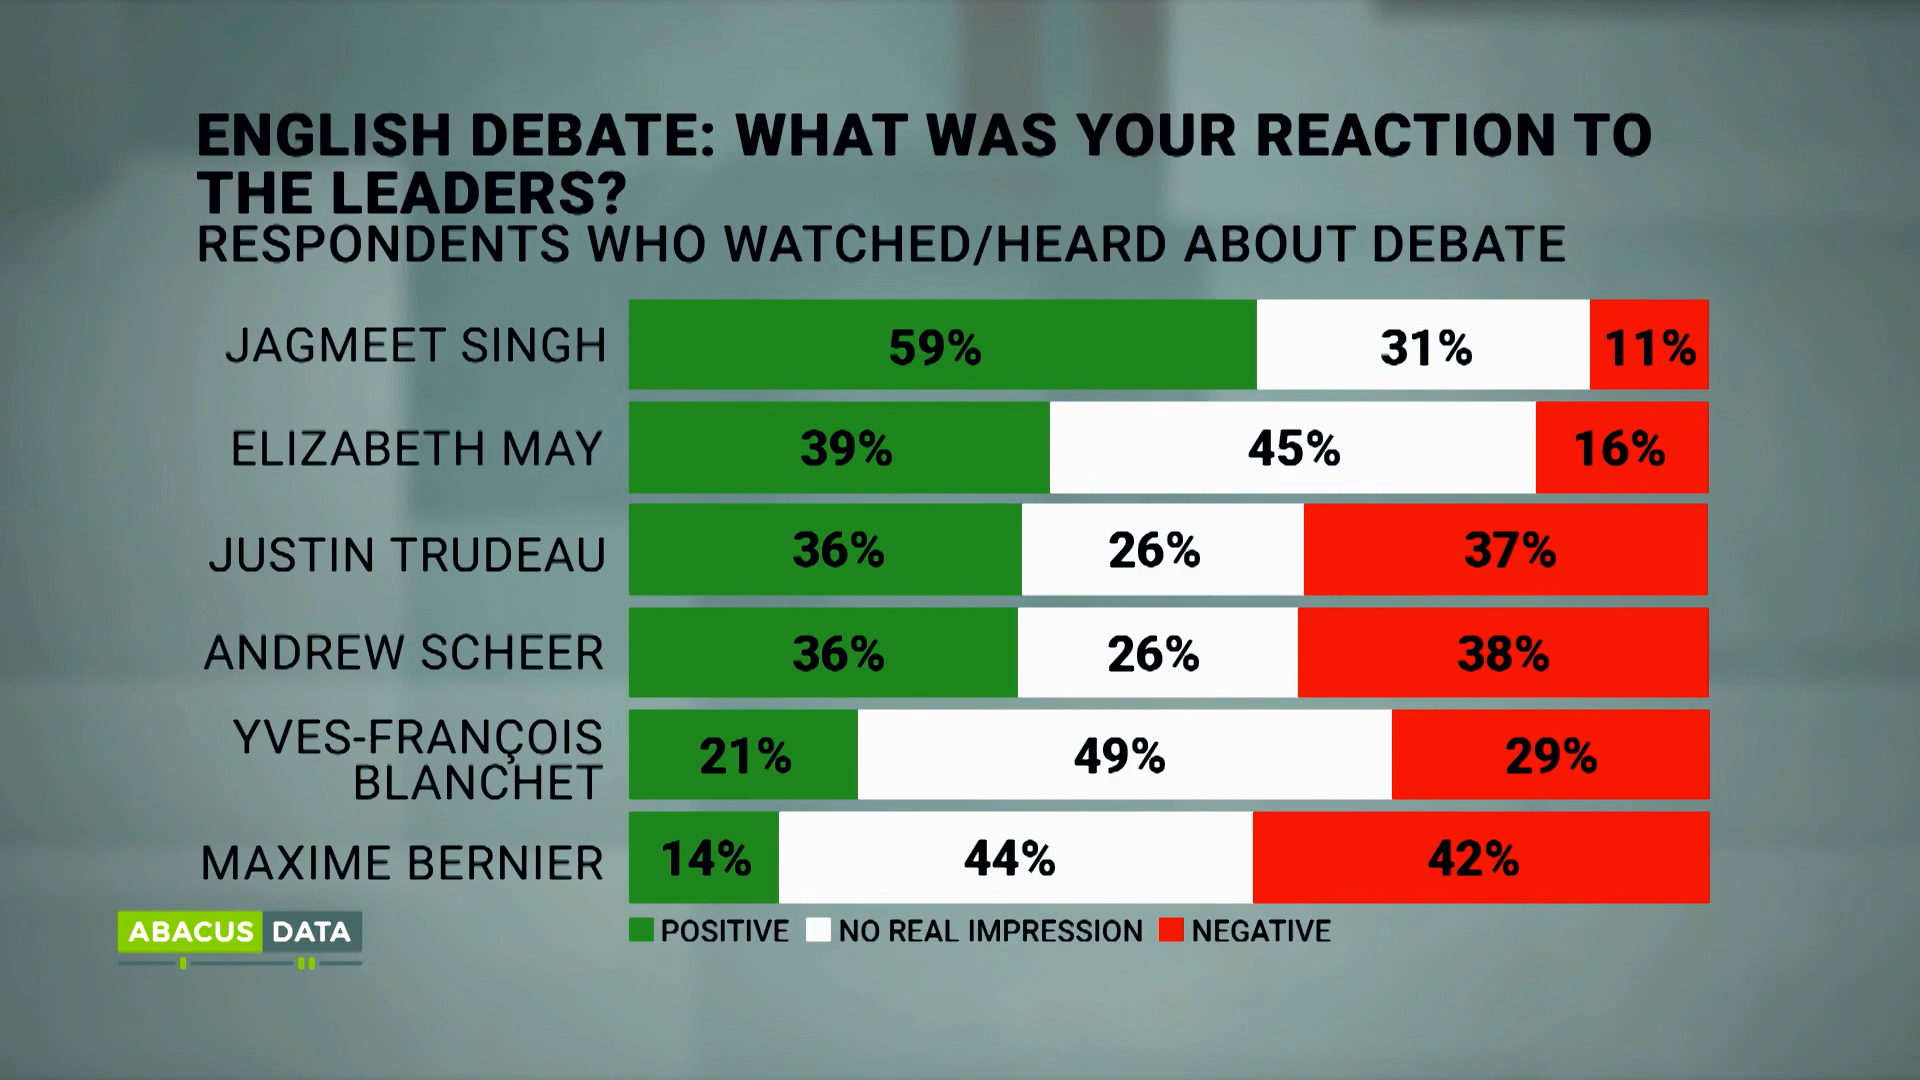 ENGLISH DEBATE: WHAT WAS YOUR REACTION TO
THE LEADERS?
RESPONDENTS WHO WATCHED/HEARD ABOUT DEBATE
JAGMEET SINGH 59% 31% 11%
ELIZABETH MAY 39% 45% 16%
JUSTIN TRUDEAU 36% 26% 37%
ANDREW SCHEER 36% 26% 38%
YVES-FRANÇOIS
BLANCHET 21% 49% 29%
MAXIME BERNIER 14% 44% 42%
POSITIVE NO REAL IMPRESSION NEGATIVE
ABACUS DATA